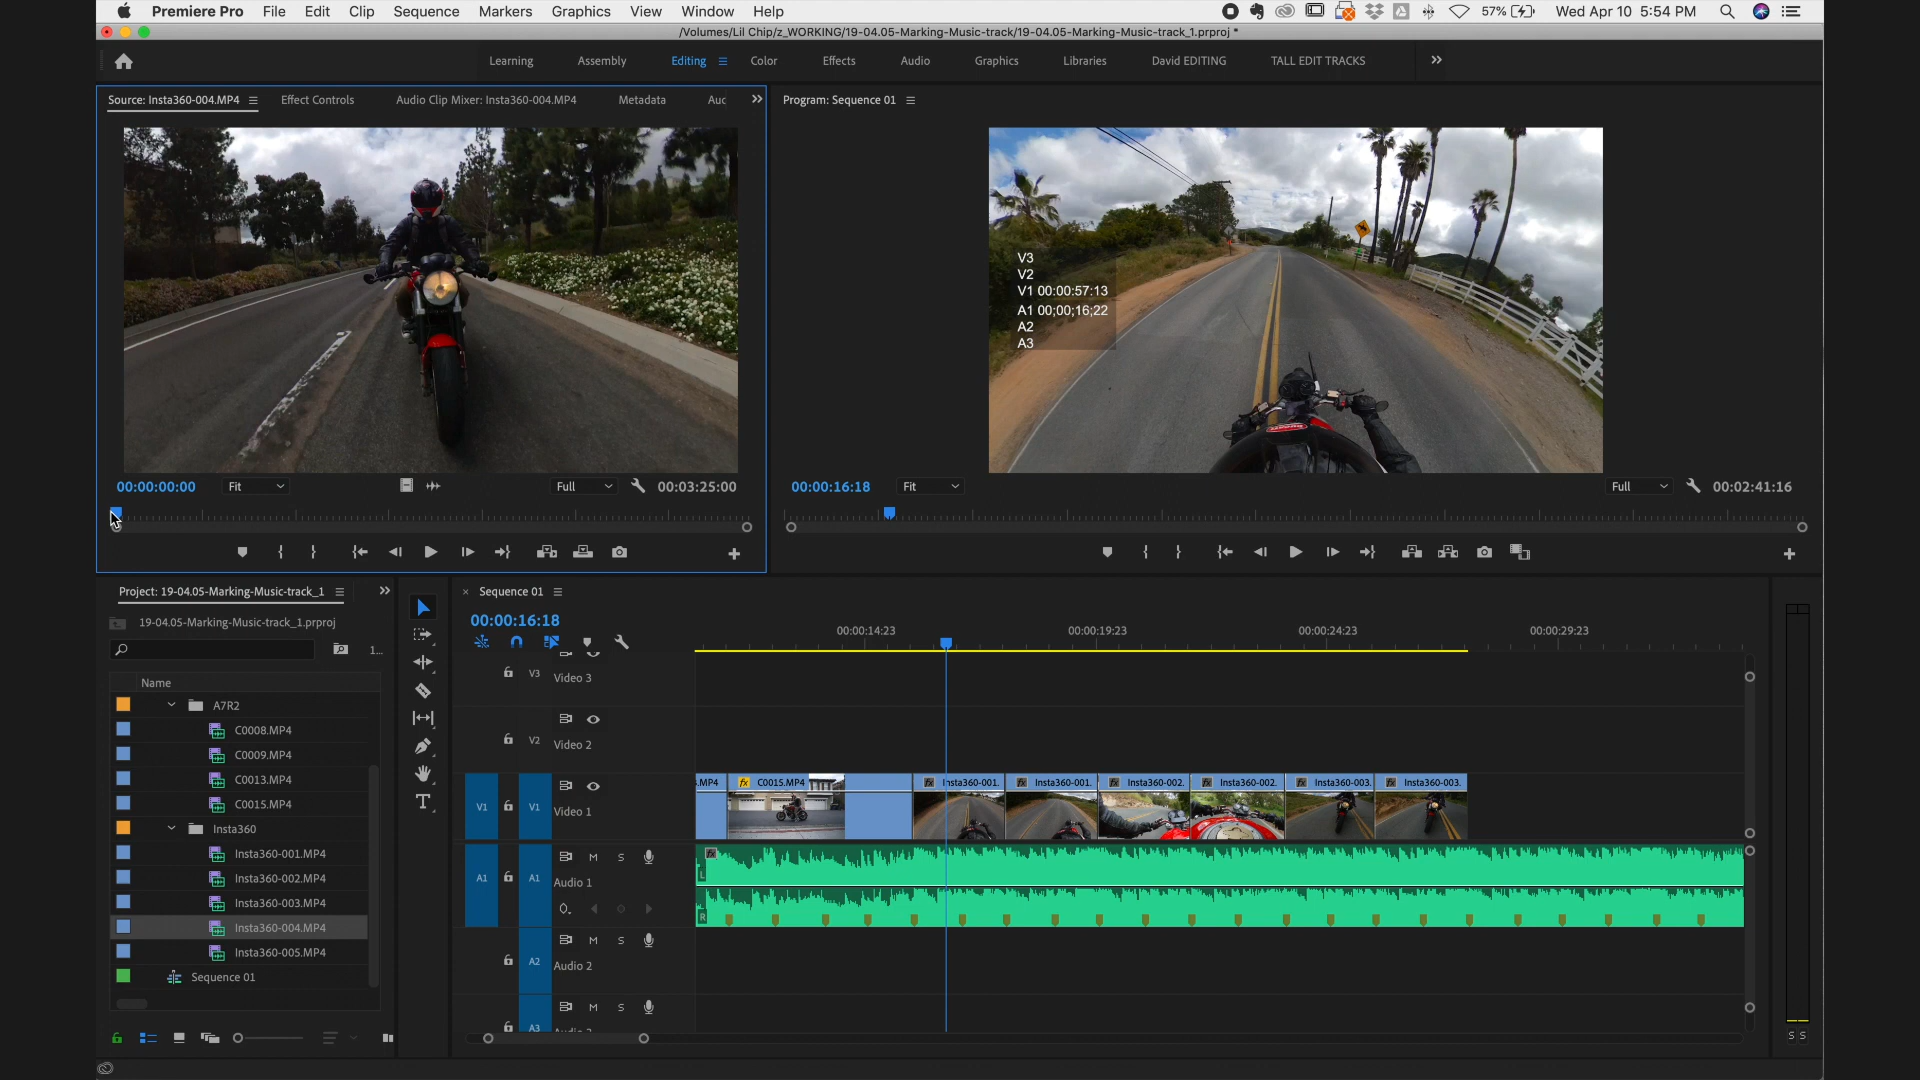 Premiere Pro File Edit Clip Sequence Markers Graphics View Window Help 57% Wed Apr 10 5:54 PM
/Volumes/Lil Chip/z_WORKING/19-04.05-Marking-Music-track/19-04.05-Marking-Music-track_1.prproj *
Learning Assembly Editing Color Effects Audio Graphics Libraries David EDITING TALL EDIT TRACKS
Source: Insta360-004.MP4 Effect Controls Audio Clip Mixer: Insta360-004.MP4 Metadata Auc Program: Sequence 01
V3
V2
V1 00:00:57:13
A1 00;00;16;22
A2
A3
00:00:00:00 Fit Full 00:03:25:00 00:00:16:18 Fit Full 00:02:41:16
Project: 19-04.05-Marking-Music-track_1
19-04.05-Marking-Music-track_1.prproj
1...
Name
A7R2
C0008.MP4
C0009.MP4
C0013.MP4
C0015.MP4
Insta360
Insta360-001.MP4
Insta360-002.MP4
Insta360-003.MP4
Insta360-004.MP4
Insta360-005.MP4
Sequence 01
× Sequence 01
00:00:16:18
00:00:14:23 00:00:19:23 00:00:24:23 00:00:29:23
V3 Video 3
V2 Video 2
V1 V1 Video 1
.MP4 fx C0015.MP4 fx Insta360-001. fx Insta360-001. fx Insta360-002. fx Insta360-002. fx Insta360-003. fx Insta360-003.
A1 A1 M S Audio 1
fx L R
A2 M S Audio 2
A3 M S
S S